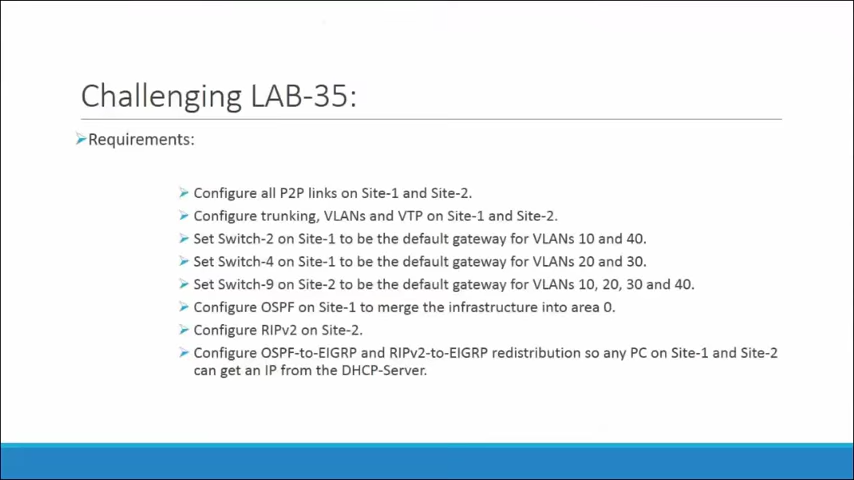 Challenging LAB-35:
Requirements:
Configure all P2P links on Site-1 and Site-2.
Configure trunking, VLANs and VTP on Site-1 and Site-2.
Set Switch-2 on Site-1 to be the default gateway for VLANs 10 and 40.
Set Switch-4 on Site-1 to be the default gateway for VLANs 20 and 30.
Set Switch-9 on Site-2 to be the default gateway for VLANs 10, 20, 30 and 40.
Configure OSPF on Site-1 to merge the infrastructure into area 0.
Configure RIPv2 on Site-2.
Configure OSPF-to-EIGRP and RIPv2-to-EIGRP redistribution so any PC on Site-1 and Site-2
can get an IP from the DHCP-Server.